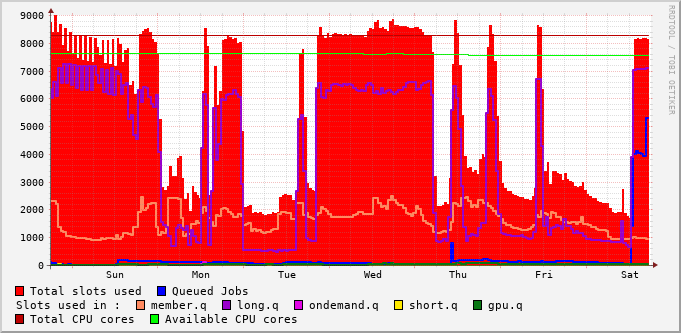 9000
8000
7000
6000
5000
4000
3000
2000
1000
0
Sun Mon Tue Wed Thu Fri Sat
RRDTOOL / TOBI OETIKER
Total slots used Queued Jobs
Slots used in : member.q long.q ondemand.q short.q gpu.q
Total CPU cores Available CPU cores